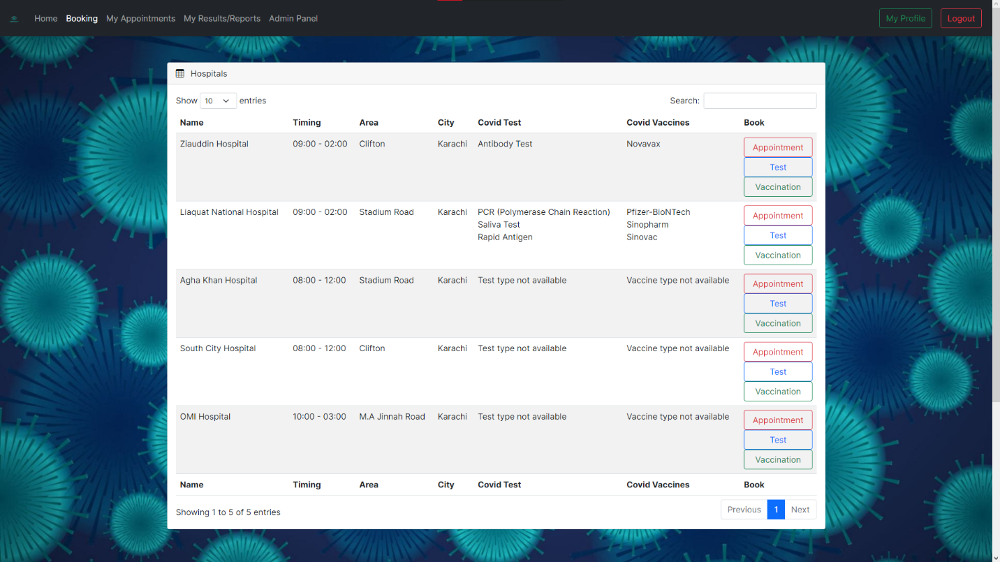 Home Booking My Appointments My Results/Reports Admin Panel My Profile Logout
Hospitals
Show 10 entries Search:
Name Timing Area City Covid Test Covid Vaccines Book
Ziauddin Hospital 09:00 - 02:00 Clifton Karachi Antibody Test Novavax Appointment
Test
Vaccination
Liaquat National Hospital 09:00 - 02:00 Stadium Road Karachi PCR (Polymerase Chain Reaction) Pfizer-BioNTech Appointment
Saliva Test Sinopharm Test
Rapid Antigen Sinovac Vaccination
Agha Khan Hospital 08:00 - 12:00 Stadium Road Karachi Test type not available Vaccine type not available Appointment
Test
Vaccination
South City Hospital 08:00 - 12:00 Clifton Karachi Test type not available Vaccine type not available Appointment
Test
Vaccination
OMI Hospital 10:00 - 03:00 M.A Jinnah Road Karachi Test type not available Vaccine type not available Appointment
Test
Vaccination
Name Timing Area City Covid Test Covid Vaccines Book
Showing 1 to 5 of 5 entries Previous 1 Next